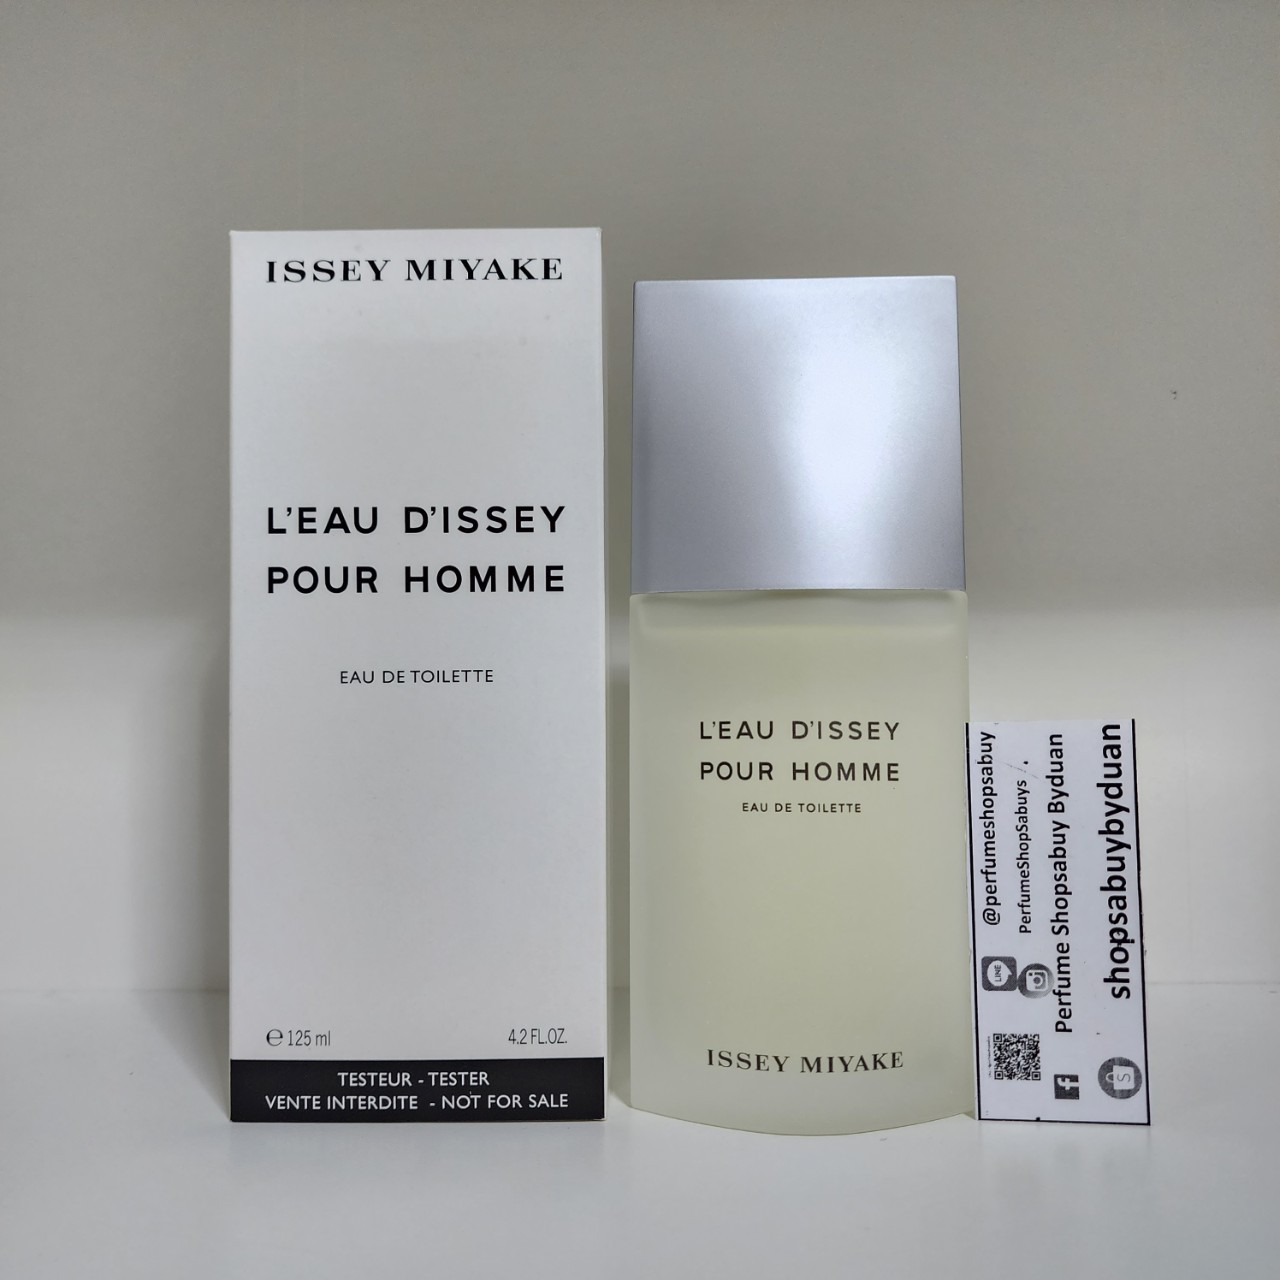 ISSEY MIYAKE
L'EAU D'ISSEY
POUR HOMME
EAU DE TOILETTE
℮ 125 ml 4.2 FL.OZ.
TESTEUR - TESTER
VENTE INTERDITE - NOT FOR SALE
L'EAU D'ISSEY
POUR HOMME
EAU DE TOILETTE
ISSEY MIYAKE
@perfumeshopsabuy
PerfumeShopSabuys
Perfume Shopsabuy Byduan
shopsabuybyduan
LINE